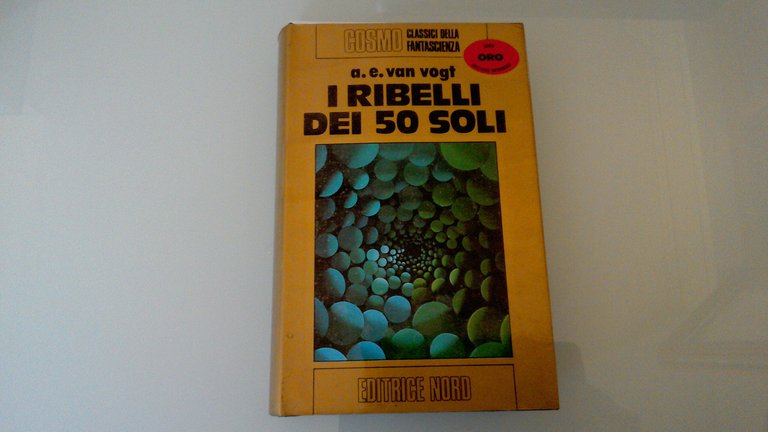 COSMO CLASSICI DELLA
FANTASCIENZA
ORO
a. e. van vogt
I RIBELLI
DEI 50 SOLI
EDITRICE NORD